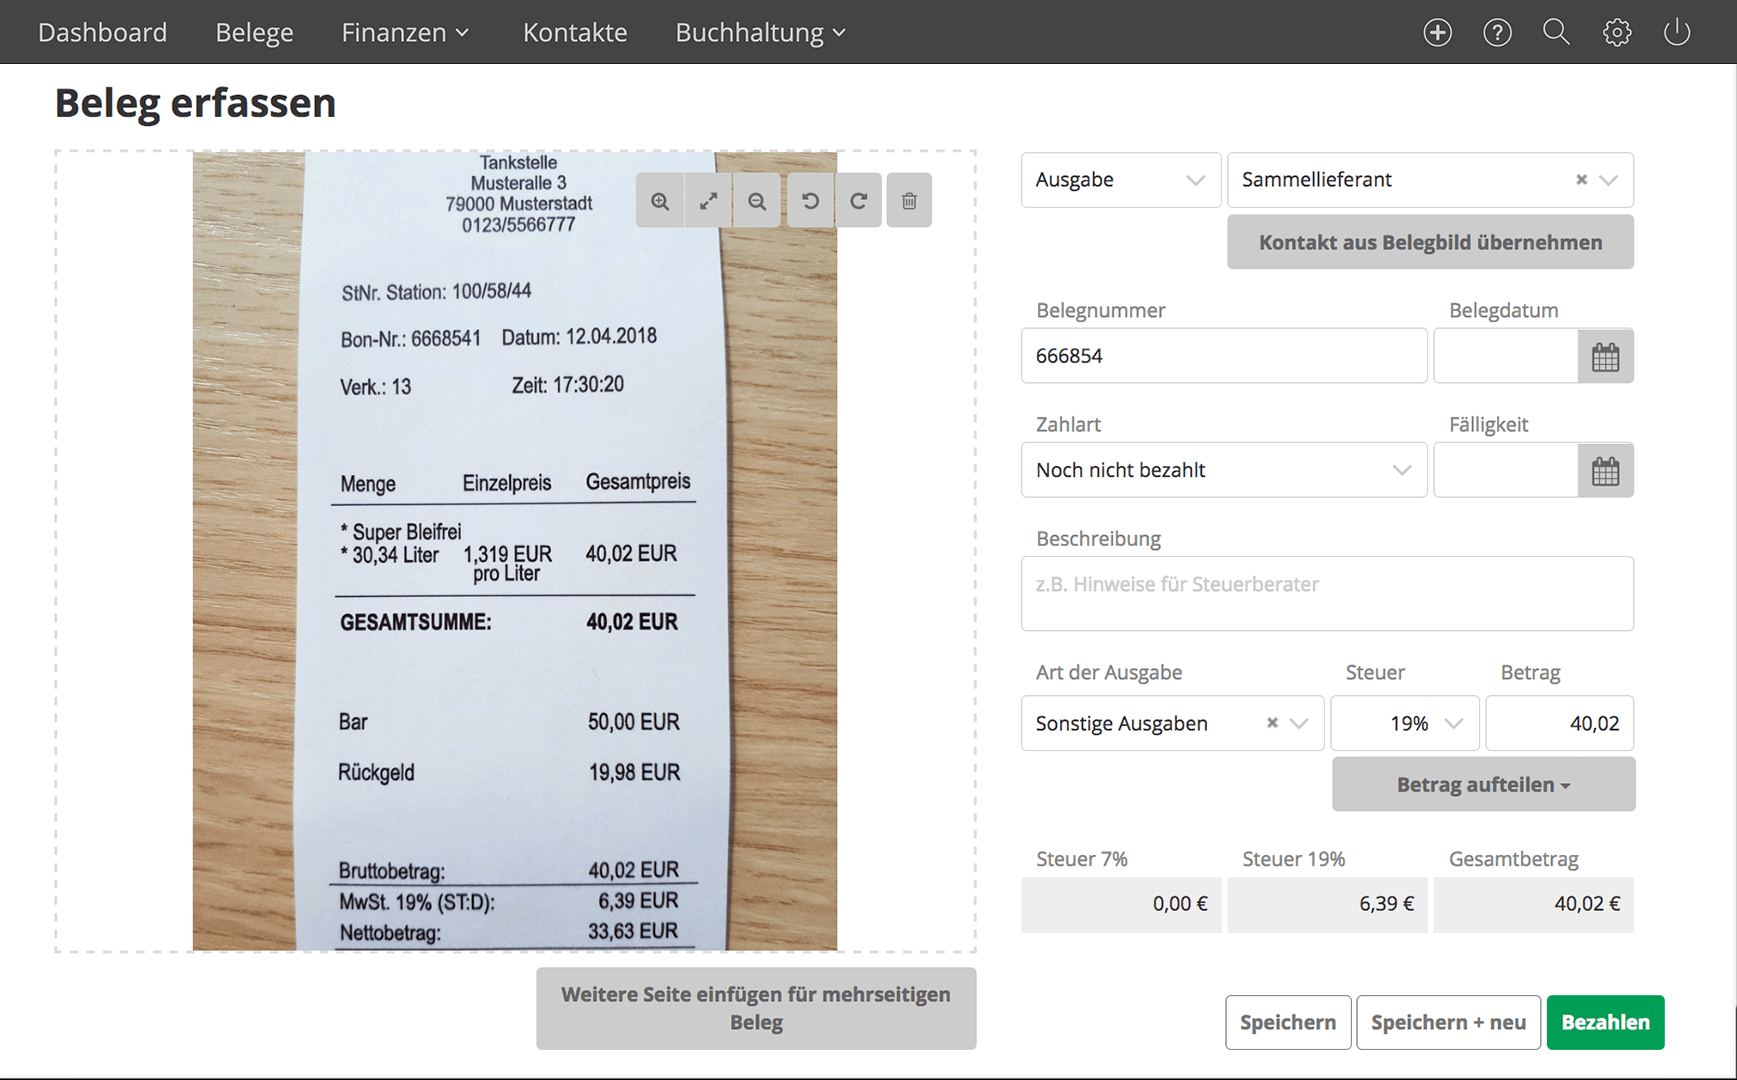 Dashboard Belege Finanzen Kontakte Buchhaltung
Beleg erfassen
Tankstelle
Musteralle 3
79000 Musterstadt
0123/5566777
StNr. Station: 100/58/44
Bon-Nr.: 6668541 Datum: 12.04.2018
Verk.: 13 Zeit: 17:30:20
Menge Einzelpreis Gesamtpreis
* Super Bleifrei
* 30,34 Liter 1,319 EUR 40,02 EUR
pro Liter
GESAMTSUMME: 40,02 EUR
Bar 50,00 EUR
Rückgeld 19,98 EUR
Bruttobetrag: 40,02 EUR
MwSt. 19% (ST:D): 6,39 EUR
Nettobetrag: 33,63 EUR
Weitere Seite einfügen für mehrseitigen
Beleg
Ausgabe Sammellieferant
Kontakt aus Belegbild übernehmen
Belegnummer Belegdatum
666854
Zahlart Fälligkeit
Noch nicht bezahlt
Beschreibung
z.B. Hinweise für Steuerberater
Art der Ausgabe Steuer Betrag
Sonstige Ausgaben 19% 40,02
Betrag aufteilen
Steuer 7% Steuer 19% Gesamtbetrag
0,00 € 6,39 € 40,02 €
Speichern Speichern + neu Bezahlen